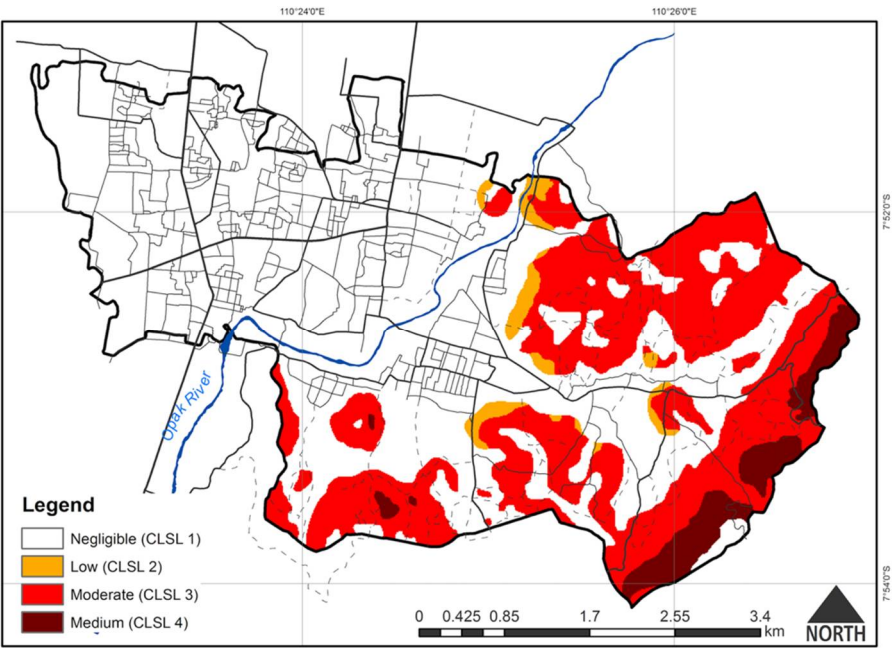 110°24'0"E
110°26'0"E
7°52'0"S
Opak River
Legend
Negligible (CLSL 1)
Low (CLSL 2)
Moderate (CLSL 3)
Medium (CLSL 4)
7°54'0"S
0 0.425 0.85 1.7 2.55 3.4
km
NORTH